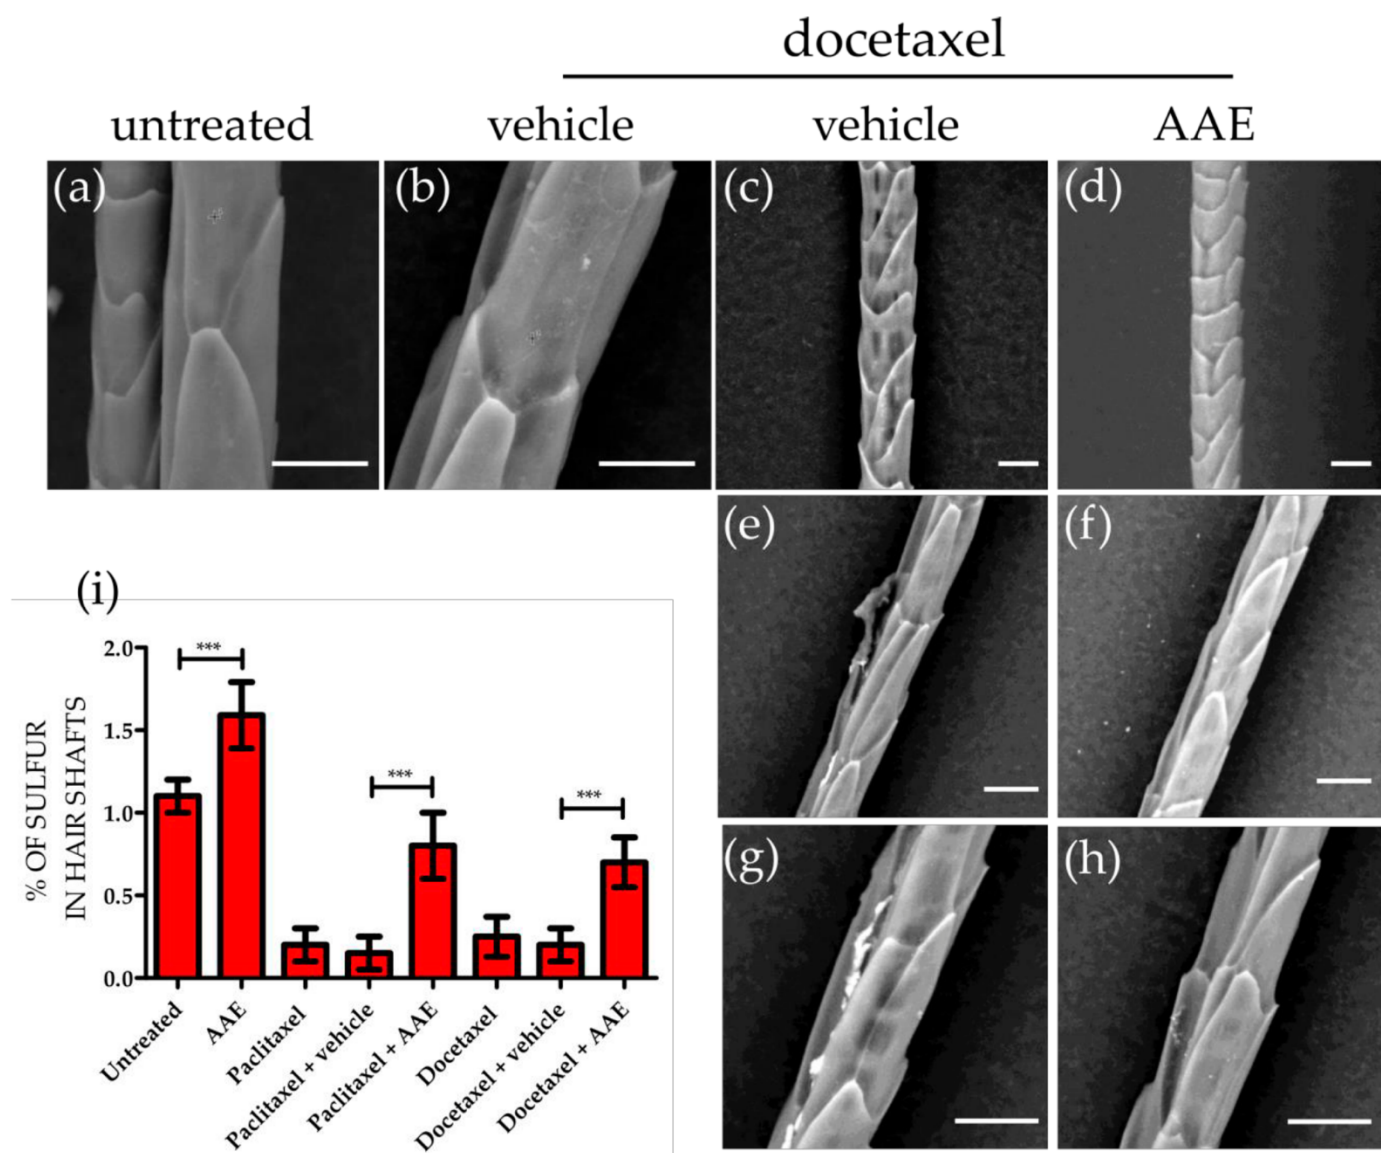 docetaxel
untreated vehicle vehicle AAE
(a) (b) (c) (d)
(e) (f)
(i)
2.0
***
1.5
***
***
1.0
0.5
0.0
% OF SULFUR
IN HAIR SHAFTS
Untreated
AAE
Paclitaxel
Paclitaxel + vehicle
Paclitaxel + AAE
Docetaxel
Docetaxel + vehicle
Docetaxel + AAE
(g) (h)